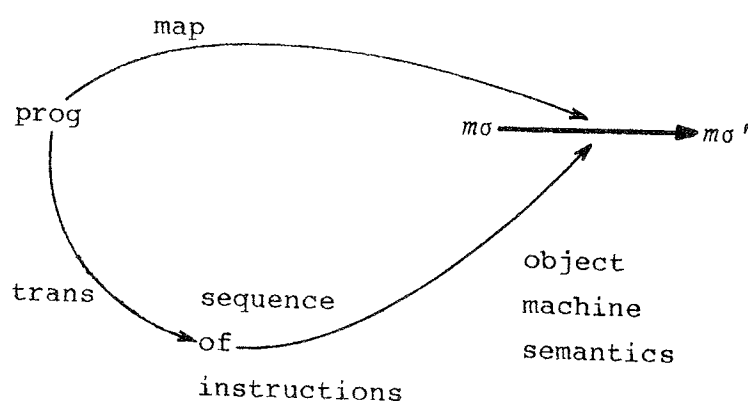 map
prog
mσ
mσ'
trans
sequence
of
instructions
object
machine
semantics